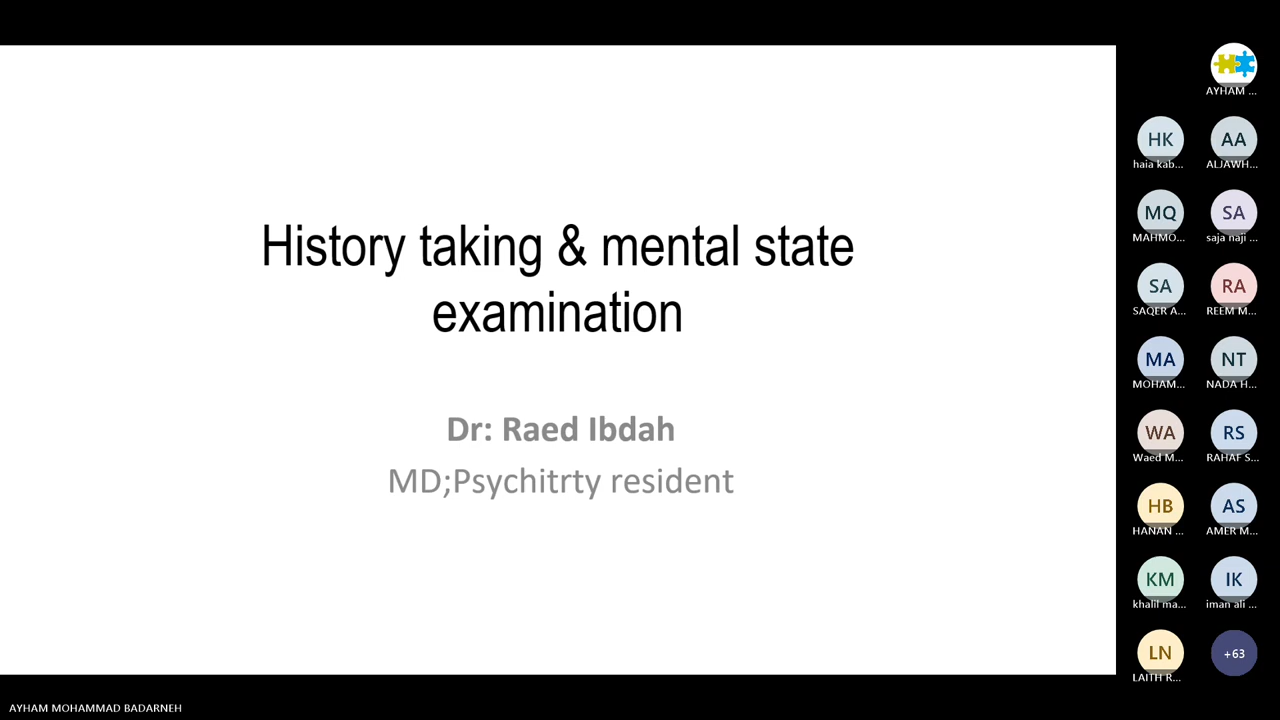 History taking & mental state
examination
Dr: Raed Ibdah
MD;Psychitrty resident
AYHAM ...
HK
haia kab...
AA
ALJAWH...
MQ
MAHMO...
SA
saja naji ...
SA
SAQER A...
RA
REEM M...
MA
MOHAM...
NT
NADA H...
WA
Waed M...
RS
RAHAF S...
HB
HANAN ...
AS
AMER M...
KM
khalil ma...
IK
iman ali ...
LN
LAITH R...
+63
AYHAM MOHAMMAD BADARNEH